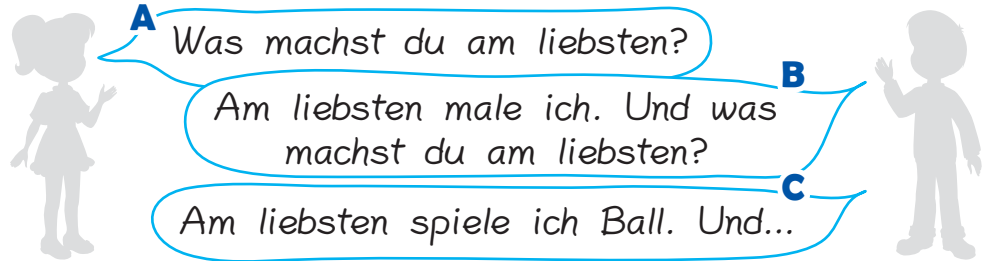 A
Was machst du am liebsten?
B
Am liebsten male ich. Und was
machst du am liebsten?
C
Am liebsten spiele ich Ball. Und...